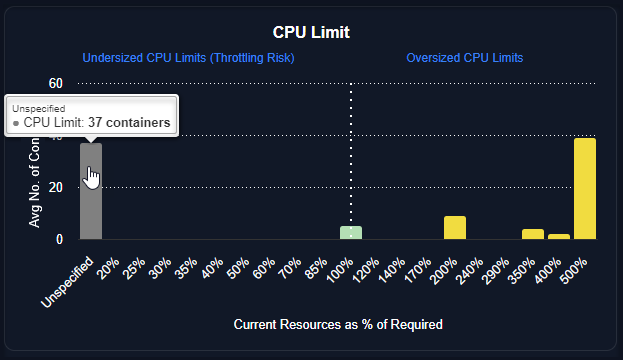 CPU Limit
Undersized CPU Limits (Throttling Risk)
Oversized CPU Limits
60
Unspecified
CPU Limit: 37 containers
20
0
Avg No. of
Unspecified
20%
25%
30%
35%
40%
50%
60%
70%
85%
100%
120%
140%
170%
200%
240%
290%
350%
400%
500%
Current Resources as % of Required